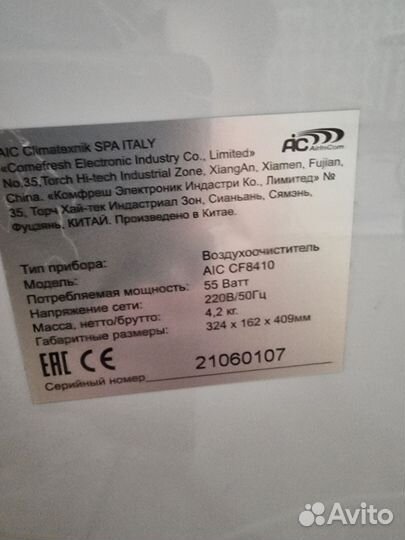 AIC Climatexnik SPA ITALY
AIC
AirInCom
«Comefresh Electronic Industry Co., Limited»
No,35,Torch Hi-tech Industrial Zone, XiangAn, Xiamen, Fujian,
China. «Комфреш Электроник Индастри Ко., Лимитед» №
35, Торч Хай-тек Индастриал Зон, Сианьань, Сямэнь,
Фуцзянь, КИТАЙ. Произведено в Китае.
Тип прибора: Воздухоочиститель
Модель: AIC CF8410
Потребляемая мощность: 55 Ватт
Напряжение сети: 220В/50Гц
Масса, нетто/брутто: 4,2 кг.
Габаритные размеры: 324 x 162 x 409мм
EAC CE 21060107
Серийный номер
Avito